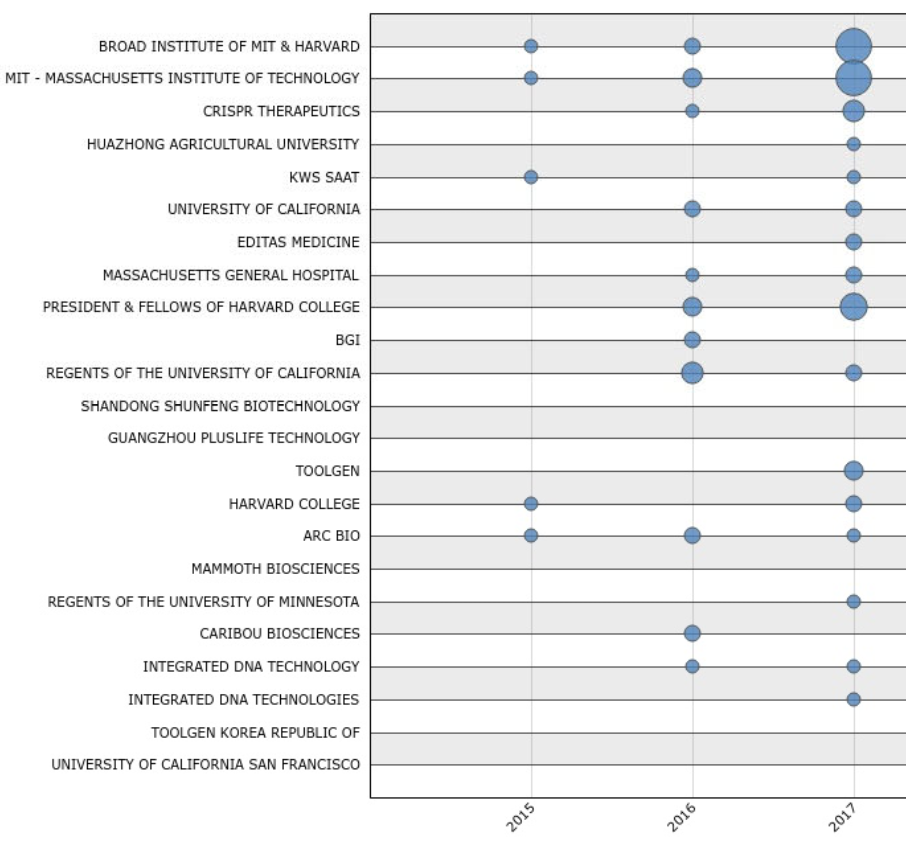 BROAD INSTITUTE OF MIT & HARVARD
MIT - MASSACHUSETTS INSTITUTE OF TECHNOLOGY
CRISPR THERAPEUTICS
HUAZHONG AGRICULTURAL UNIVERSITY
KWS SAAT
UNIVERSITY OF CALIFORNIA
EDITAS MEDICINE
MASSACHUSETTS GENERAL HOSPITAL
PRESIDENT & FELLOWS OF HARVARD COLLEGE
BGI
REGENTS OF THE UNIVERSITY OF CALIFORNIA
SHANDONG SHUNFENG BIOTECHNOLOGY
GUANGZHOU PLUSLIFE TECHNOLOGY
TOOLGEN
HARVARD COLLEGE
ARC BIO
MAMMOTH BIOSCIENCES
REGENTS OF THE UNIVERSITY OF MINNESOTA
CARIBOU BIOSCIENCES
INTEGRATED DNA TECHNOLOGY
INTEGRATED DNA TECHNOLOGIES
TOOLGEN KOREA REPUBLIC OF
UNIVERSITY OF CALIFORNIA SAN FRANCISCO
2015
2016
2017